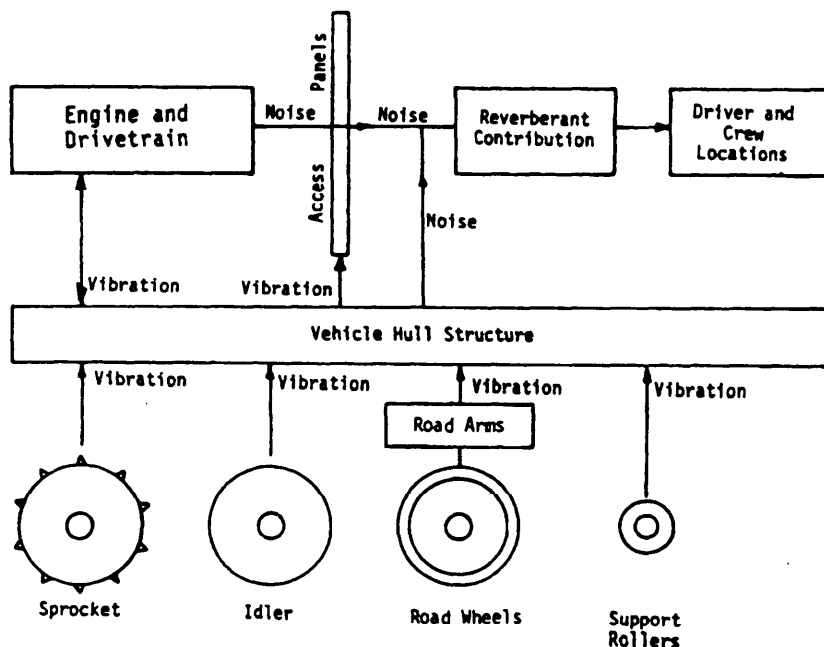 Engine and
Drivetrain
Noise
Access Panels
Noise
Reverberant
Contribution
Driver and
Crew
Locations
Noise
Vibration
Vibration
Vehicle Hull Structure
Vibration
Vibration
Vibration
Vibration
Road Arms
Sprocket
Idler
Road Wheels
Support
Rollers